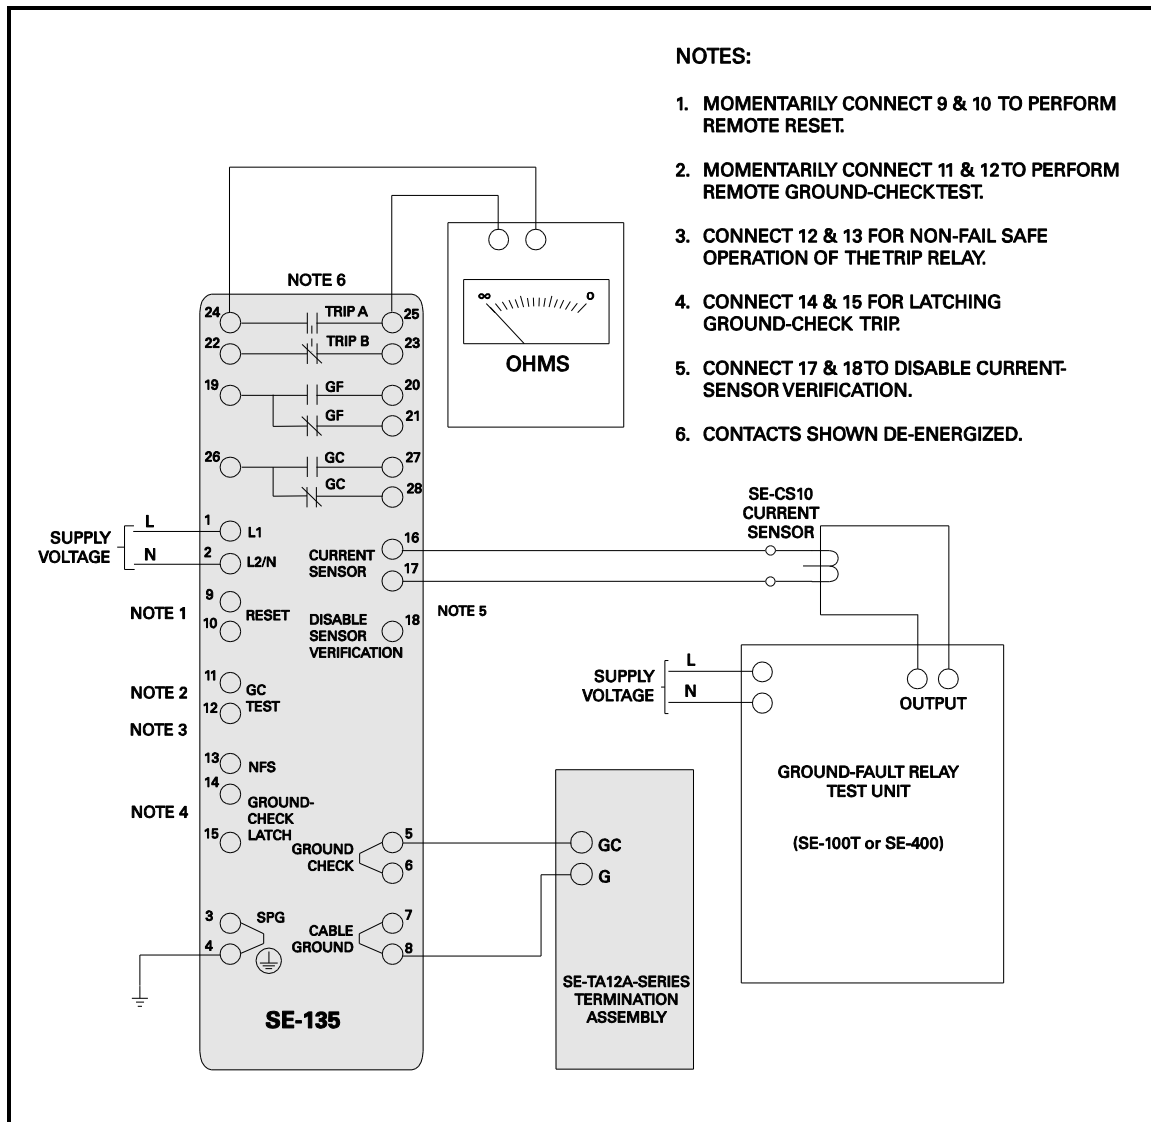 NOTES:
1. MOMENTARILY CONNECT 9 & 10 TO PERFORM
REMOTE RESET.
2. MOMENTARILY CONNECT 11 & 12 TO PERFORM
REMOTE GROUND-CHECK TEST.
3. CONNECT 12 & 13 FOR NON-FAIL SAFE
OPERATION OF THE TRIP RELAY.
4. CONNECT 14 & 15 FOR LATCHING
GROUND-CHECK TRIP.
5. CONNECT 17 & 18 TO DISABLE CURRENT-
SENSOR VERIFICATION.
6. CONTACTS SHOWN DE-ENERGIZED.
∞ 0
OHMS
NOTE 6
24 TRIP A 25
22 TRIP B 23
19 GF 20
GF 21
26 GC 27
GC 28
SUPPLY
VOLTAGE
L
N
1 L1
2 L2/N
NOTE 1
9
10
RESET
NOTE 2
11
12
GC
TEST
NOTE 3
13 NFS
14
NOTE 4
15
GROUND-
CHECK
LATCH
3 SPG
4
CURRENT
SENSOR
16
17
NOTE 5
DISABLE
SENSOR
VERIFICATION
18
GROUND
CHECK
5
6
CABLE
GROUND
7
8
SE-135
SE-CS10
CURRENT
SENSOR
SUPPLY
VOLTAGE
L
N
OUTPUT
GROUND-FAULT RELAY
TEST UNIT
(SE-100T or SE-400)
GC
G
SE-TA12A-SERIES
TERMINATION
ASSEMBLY